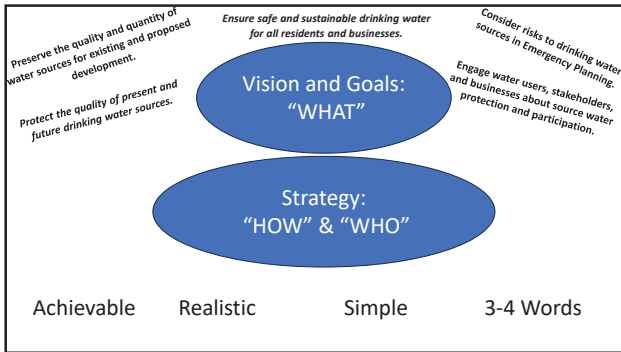 Preserve the quality and quantity of
water sources for existing and proposed
development.
Protect the quality of present and
future drinking water sources.
Ensure safe and sustainable drinking water
for all residents and businesses.
Consider risks to drinking water
sources in Emergency Planning.
Engage water users, stakeholders,
and businesses about source water
protection and participation.
Vision and Goals:
“WHAT”
Strategy:
“HOW” & “WHO”
Achievable Realistic Simple 3-4 Words